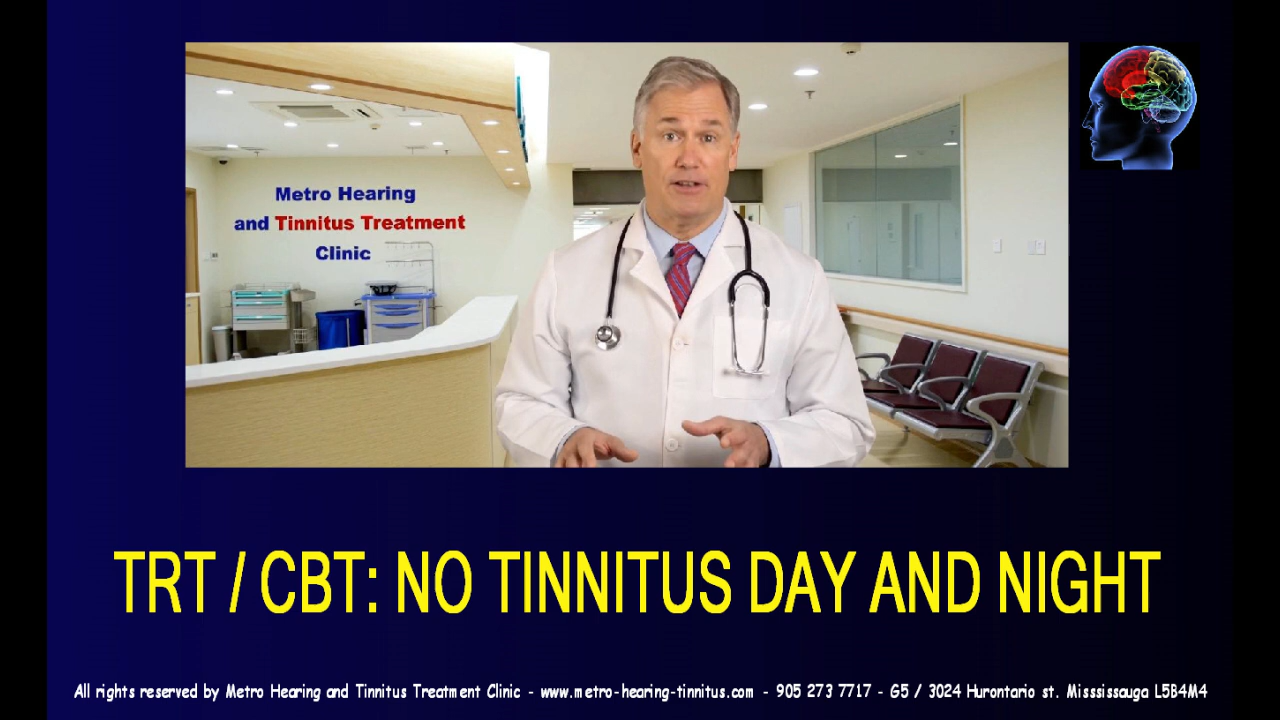 Metro Hearing
and Tinnitus Treatment
Clinic
TRT / CBT: NO TINNITUS DAY AND NIGHT
All rights reserved by Metro Hearing and Tinnitus Treatment Clinic - www.metro-hearing-tinnitus.com - 905 273 7717 - G5 / 3024 Hurontario st. Misssissauga L5B4M4